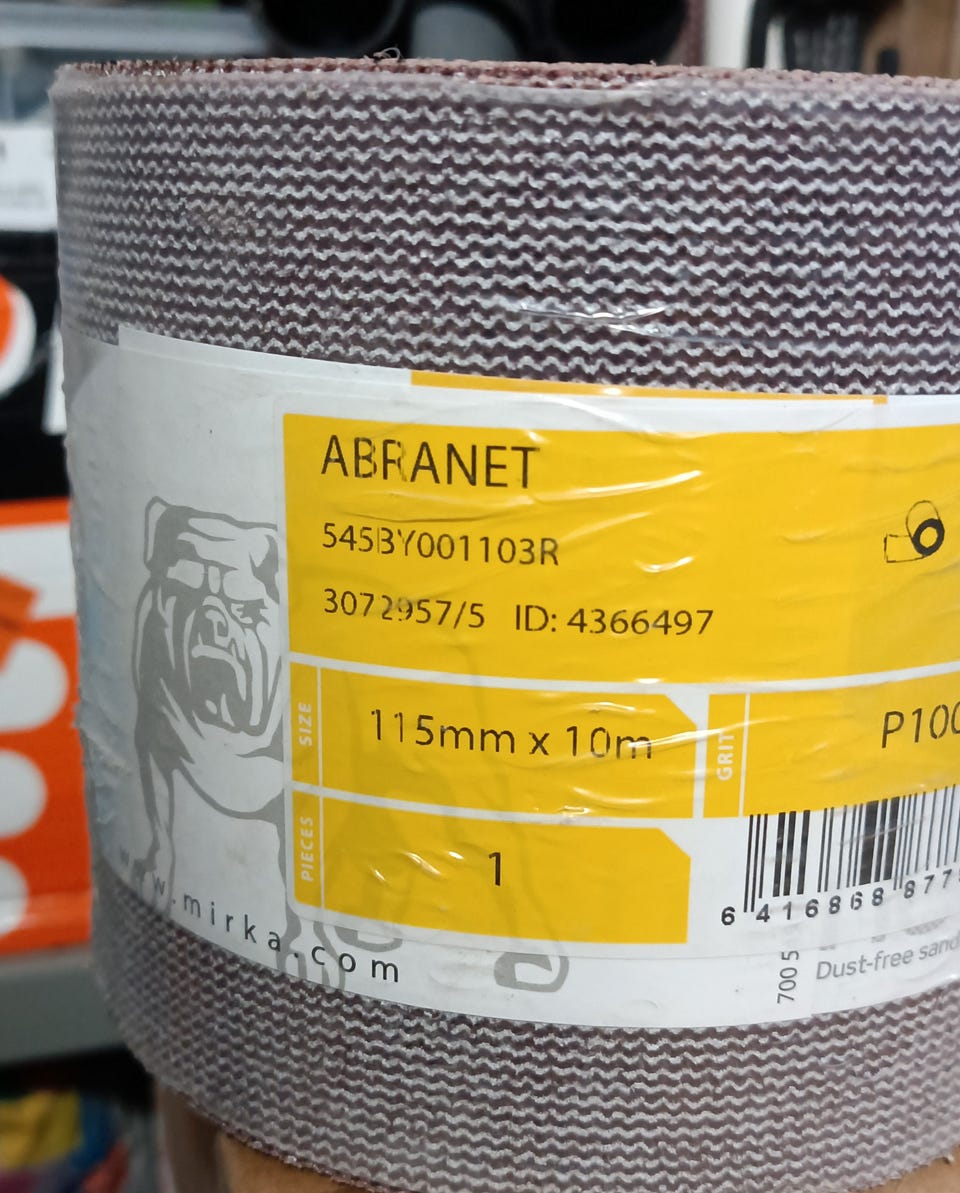 ABRANET
545BY001103R
3072957/5 ID: 4366497
SIZE
115mm x 10m
GRIT
P100
PIECES
1
6 416868 877
www.mirka.com
700 5
Dust-free sand